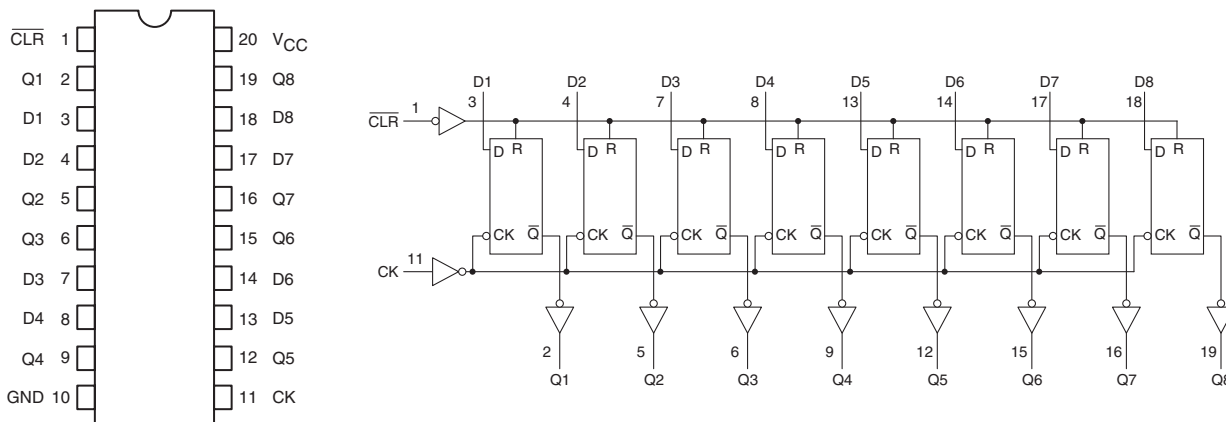 C̅L̅R̅ 1 20 VCC
Q1 2 19 Q8
D1 3 18 D8
D2 4 17 D7
Q2 5 16 Q7
Q3 6 15 Q6
D3 7 14 D6
D4 8 13 D5
Q4 9 12 Q5
GND 10 11 CK
D1 D2 D3 D4 D5 D6 D7 D8
3 4 7 8 13 14 17 18
C̅L̅R̅ 1
D R D R D R D R D R D R D R D R
CK Q̅ CK Q̅ CK Q̅ CK Q̅ CK Q̅ CK Q̅ CK Q̅ CK Q̅
CK 11
2 5 6 9 12 15 16 19
Q1 Q2 Q3 Q4 Q5 Q6 Q7 Q8